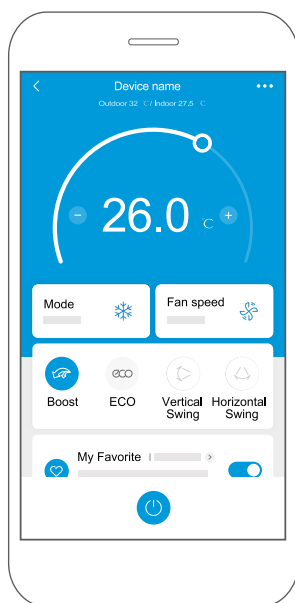 Device name
Outdoor 32 ℃ / Indoor 27.5 ℃
26.0 ℃
Mode
Fan speed
eco
Boost
ECO
Vertical Swing
Horizontal Swing
My Favorite